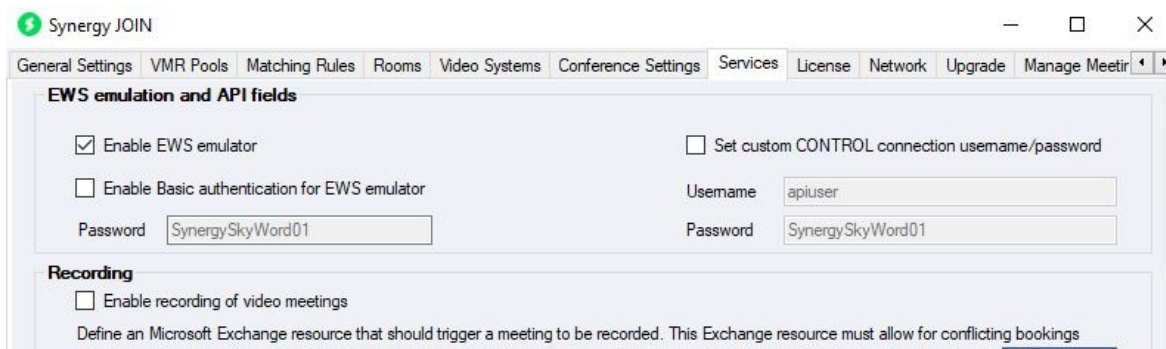 Synergy JOIN
General Settings VMR Pools Matching Rules Rooms Video Systems Conference Settings Services License Network Upgrade Manage Meetin
EWS emulation and API fields
Enable EWS emulator Set custom CONTROL connection username/password
Enable Basic authentication for EWS emulator Username apiuser
Password SynergySkyWord01 Password SynergySkyWord01
Recording
Enable recording of video meetings
Define an Microsoft Exchange resource that should trigger a meeting to be recorded. This Exchange resource must allow for conflicting bookings